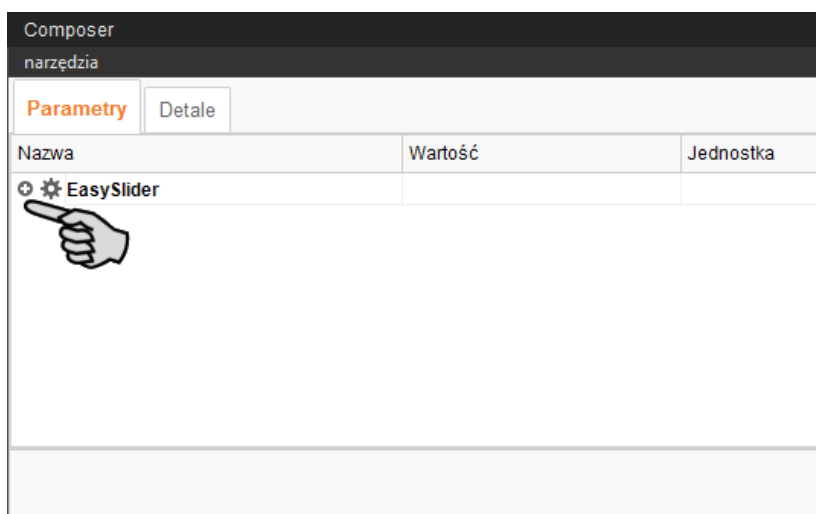 Composer
narzędzia
Parametry Detale
Nazwa Wartość Jednostka
EasySlider